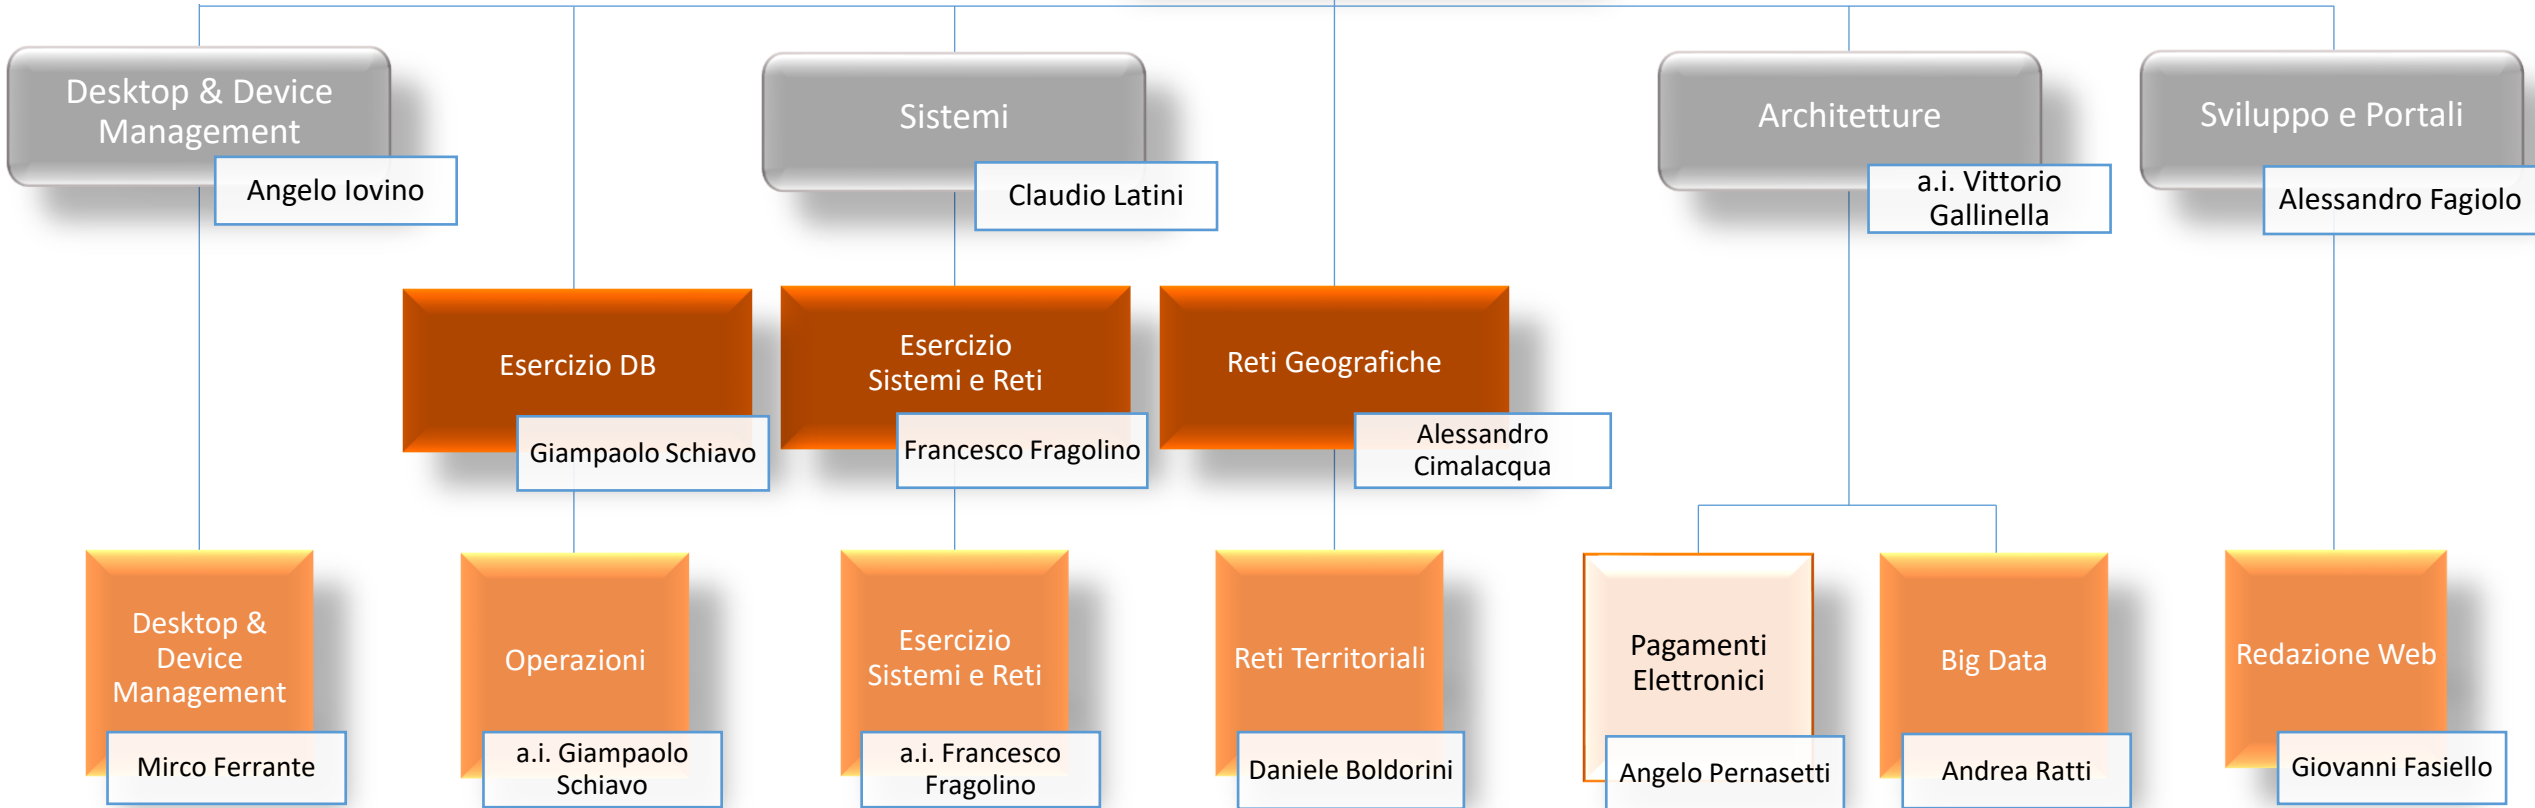 Desktop & Device
Management
Angelo Iovino
Sistemi
Claudio Latini
Architetture
a.i. Vittorio
Gallinella
Sviluppo e Portali
Alessandro Fagiolo
Esercizio DB
Giampaolo Schiavo
Esercizio
Sistemi e Reti
Francesco Fragolino
Reti Geografiche
Alessandro
Cimalacqua
Desktop &
Device
Management
Mirco Ferrante
Operazioni
a.i. Giampaolo
Schiavo
Esercizio
Sistemi e Reti
a.i. Francesco
Fragolino
Reti Territoriali
Daniele Boldorini
Pagamenti
Elettronici
Angelo Pernasetti
Big Data
Andrea Ratti
Redazione Web
Giovanni Fasiello